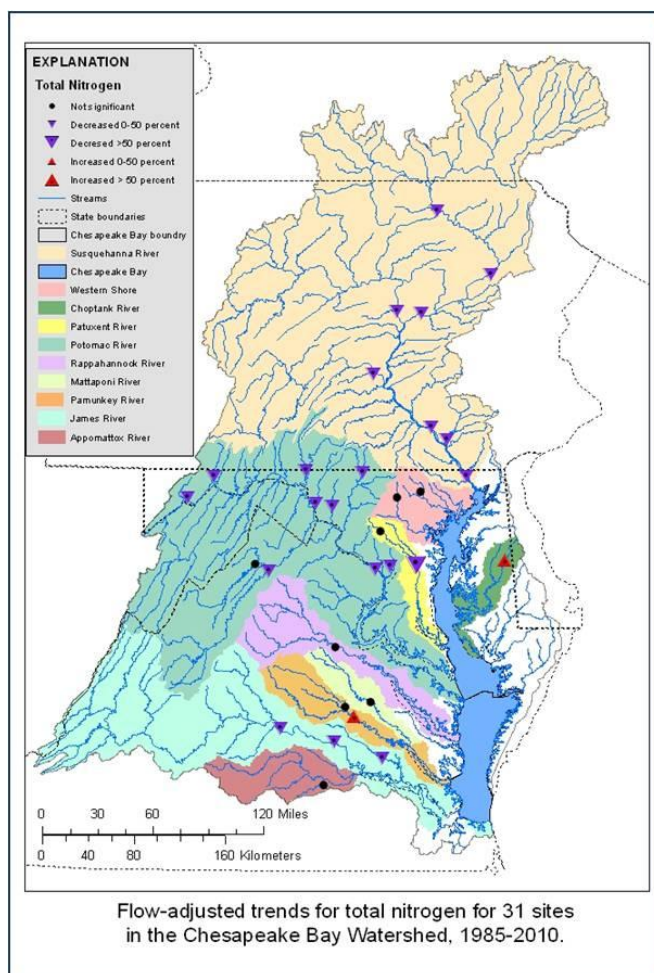 EXPLANATION
Total Nitrogen
Not significant
Decreased 0-50 percent
Decresed >50 percent
Increased 0-50 percent
Increased > 50 percent
Streams
State boundaries
Chesapeake Bay boundry
Susquehanna River
Chesapeake Bay
Western Shore
Choptank River
Patuxent River
Potomac River
Rappahannock River
Mattaponi River
Pamunkey River
James River
Appomattox River
0 30 60 120 Miles
0 40 80 160 Kilometers
Flow-adjusted trends for total nitrogen for 31 sites
in the Chesapeake Bay Watershed, 1985-2010.